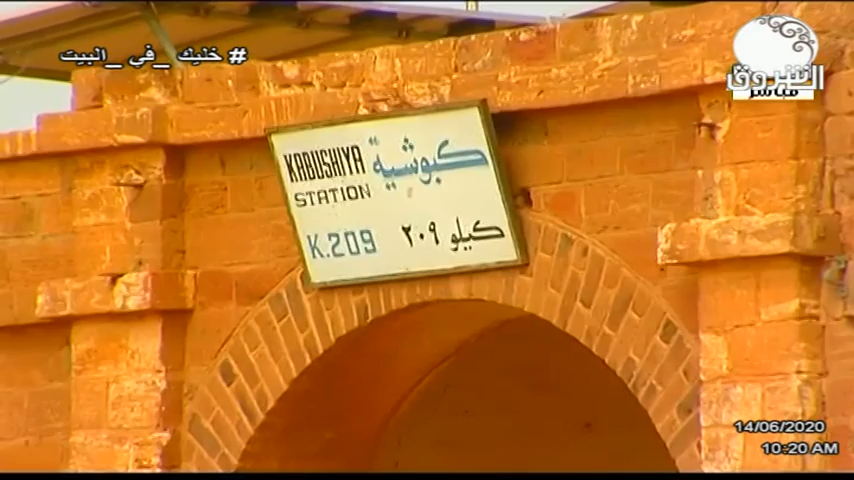 #خليك_في_البيت
الشروق
مباشر
KABUSHIYA كبوشية
STATION
K.209 كيلو ٢٠٩
14/06/2020
10:20 AM